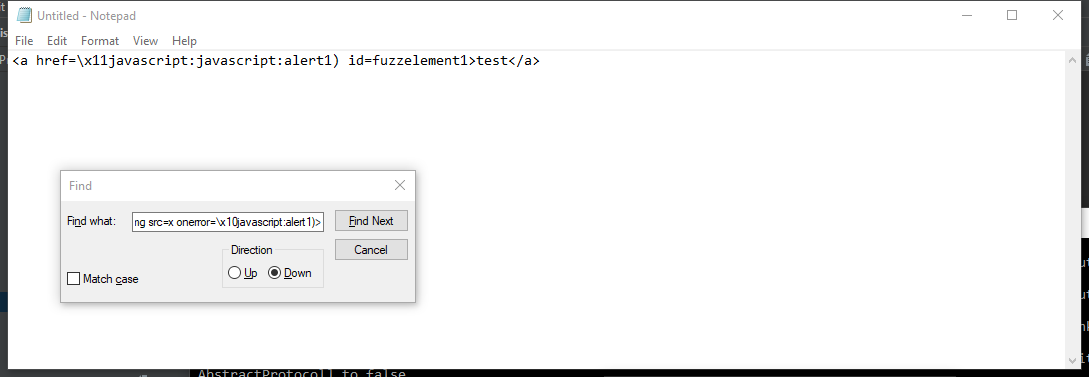 Untitled - Notepad
File Edit Format View Help
<a href=\x11javascript:javascript:alert1) id=fuzzelement1>test</a>
Find
Find what: ng src=x onerror=\x10javascript:alert1)> Find Next
Direction Cancel
Match case Up Down
AbstractProtocol] to false